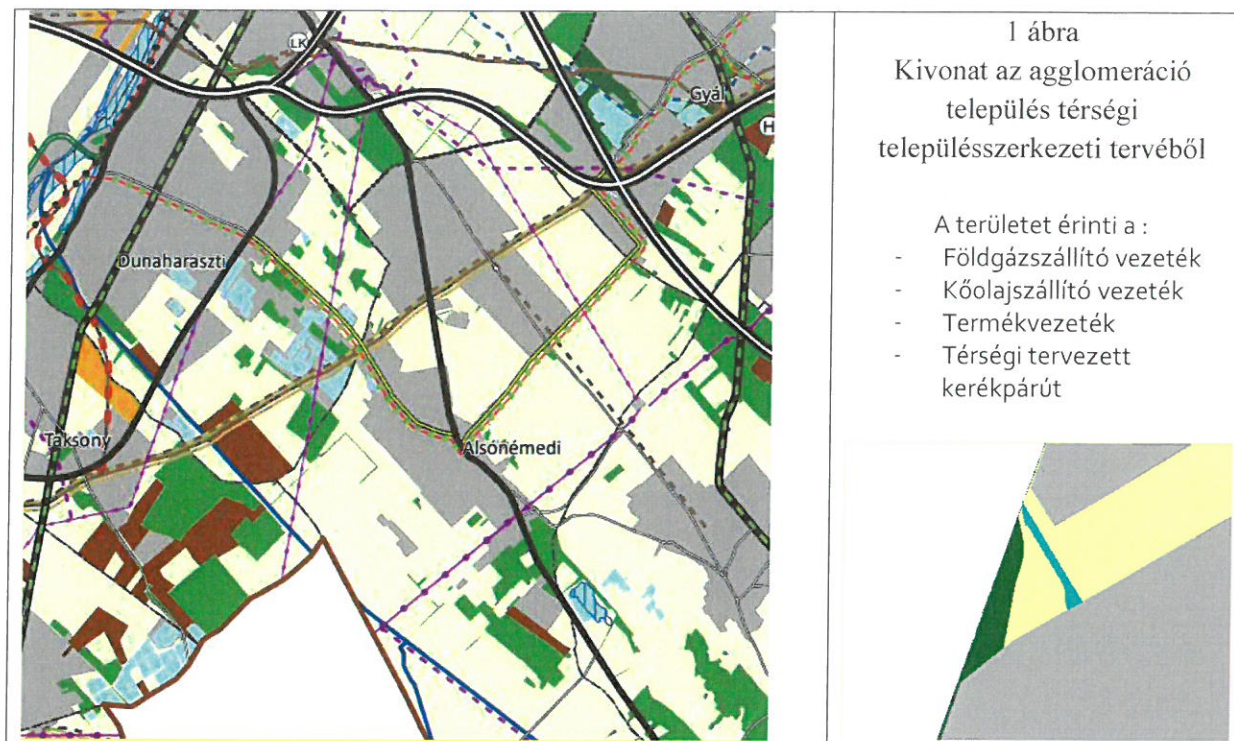 LK
Gyál
H
Dunaharaszti
Taksony
Alsónémedi
1 ábra
Kivonat az agglomeráció
település térségi
településszerkezeti tervéből
A területet érinti a :
- Földgázszállító vezeték
- Kőolajszállító vezeték
- Termékvezeték
- Térségi tervezett
kerékpárút